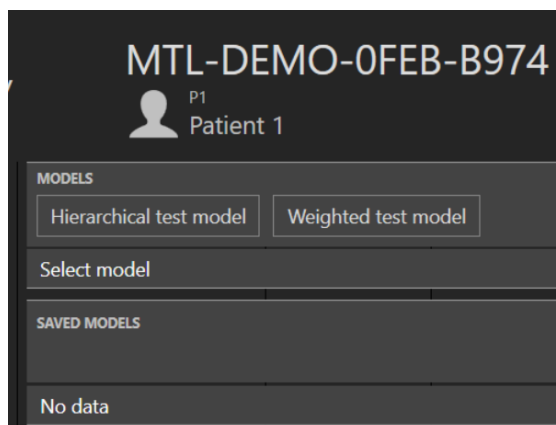 MTL-DEMO-0FEB-B974
P1
Patient 1
MODELS
Hierarchical test model
Weighted test model
Select model
SAVED MODELS
No data